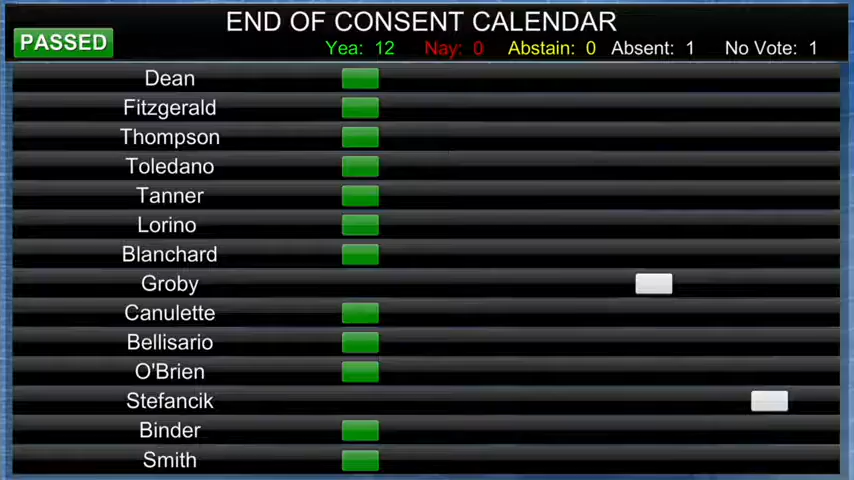 END OF CONSENT CALENDAR
PASSED
Yea: 12 Nay: 0 Abstain: 0 Absent: 1 No Vote: 1
Dean
Fitzgerald
Thompson
Toledano
Tanner
Lorino
Blanchard
Groby
Canulette
Bellisario
O'Brien
Stefancik
Binder
Smith